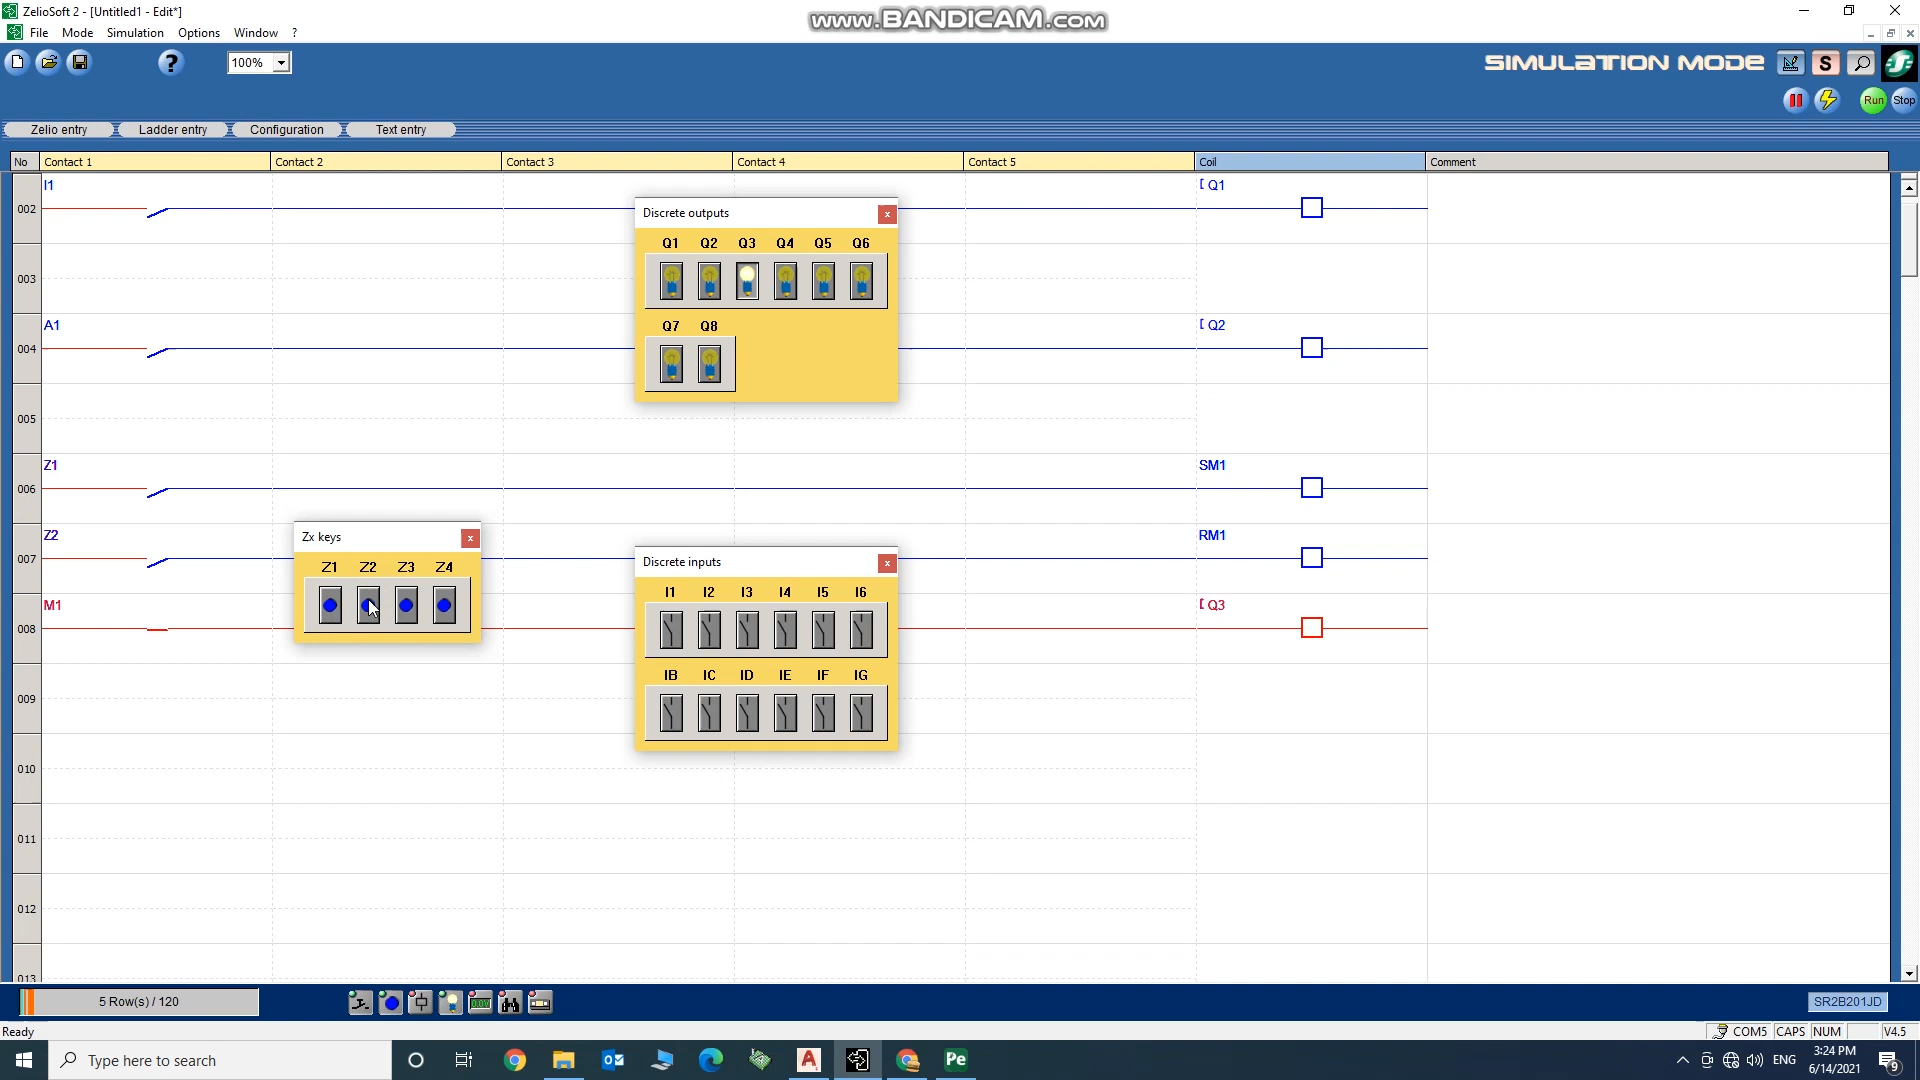 ZelioSoft 2 - [Untitled1 - Edit*]
www.BANDICAM.com
File Mode Simulation Options Window ?
? 100% SIMULATION MODE S
Run Stop
Zelio entry Ladder entry Configuration Text entry
No Contact 1 Contact 2 Contact 3 Contact 4 Contact 5 Coil Comment
I1 [ Q1
002
003
A1 [ Q2
004
005
Z1 SM1
006
Z2 RM1
007
M1 [ Q3
008
009
010
011
012
013
Discrete outputs x
Q1 Q2 Q3 Q4 Q5 Q6
Q7 Q8
Zx keys x
Z1 Z2 Z3 Z4
Discrete inputs x
I1 I2 I3 I4 I5 I6
IB IC ID IE IF IG
5 Row(s) / 120 0.0V SR2B201JD
Ready COM5 CAPS NUM V4.5
Type here to search Pe ENG 3:24 PM
6/14/2021 9